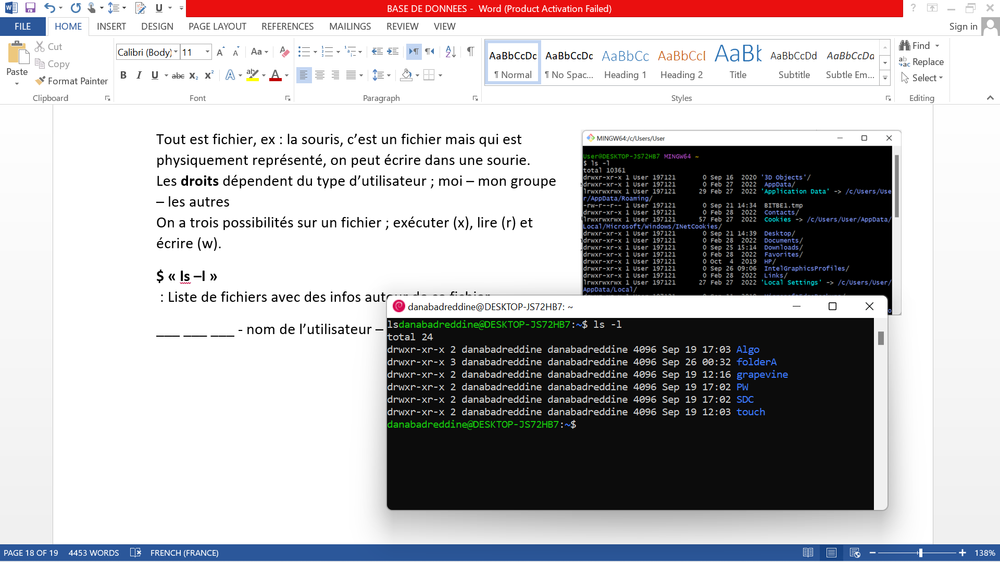 BASE DE DONNEES - Word (Product Activation Failed)
FILE HOME INSERT DESIGN PAGE LAYOUT REFERENCES MAILINGS REVIEW VIEW Sign in
Paste
Cut
Copy
Format Painter
Clipboard
Calibri (Body) 11
Font
Paragraph
AaBbCcDc AaBbCcDc AaBbCc AaBbCcl AaBl AaBbCcDd AaBbCcDc
¶ Normal ¶ No Spac... Heading 1 Heading 2 Title Subtitle Subtle Em...
Styles
Find
Replace
Select
Editing
Tout est fichier, ex : la souris, c’est un fichier mais qui est
physiquement représenté, on peut écrire dans une sourie.
Les droits dépendent du type d’utilisateur ; moi – mon groupe
– les autres
On a trois possibilités sur un fichier ; exécuter (x), lire (r) et
écrire (w).
$ « ls –l »
: Liste de fichiers avec des infos autour de ce fichier
___ ___ ___ - nom de l’utilisateur –
MINGW64:/c/Users/User
User@DESKTOP-JS72HB7 MINGW64 ~
$ ls -l
total 10361
drwxr-xr-x 1 User 197121 0 Sep 16 2020 '3D Objects'/
drwxr-xr-x 1 User 197121 0 Feb 27 2022 AppData/
lrwxrwxrwx 1 User 197121 29 Feb 27 2022 'Application Data' -> /c/Users/Use
r/AppData/Roaming/
-rw-r--r-- 1 User 197121 0 Sep 21 14:34 BITBE1.tmp
drwxr-xr-x 1 User 197121 0 Feb 28 2022 Contacts/
lrwxrwxrwx 1 User 197121 57 Feb 27 2022 Cookies -> /c/Users/User/AppData/
Local/Microsoft/Windows/INetCookies/
drwxr-xr-x 1 User 197121 0 Sep 21 14:39 Desktop/
drwxr-xr-x 1 User 197121 0 Feb 28 2022 Documents/
drwxr-xr-x 1 User 197121 0 Sep 25 15:14 Downloads/
drwxr-xr-x 1 User 197121 0 Feb 28 2022 Favorites/
drwxr-xr-x 1 User 197121 0 Oct 4 2019 HP/
drwxr-xr-x 1 User 197121 0 Sep 26 09:06 IntelGraphicsProfiles/
drwxr-xr-x 1 User 197121 0 Feb 28 2022 Links/
lrwxrwxrwx 1 User 197121 27 Feb 27 2022 'Local Settings' -> /c/Users/User/
AppData/Local/
danabadreddine@DESKTOP-JS72HB7: ~
lsdanabadreddine@DESKTOP-JS72HB7:~$ ls -l
total 24
drwxr-xr-x 2 danabadreddine danabadreddine 4096 Sep 19 17:03 Algo
drwxr-xr-x 3 danabadreddine danabadreddine 4096 Sep 26 00:32 folderA
drwxr-xr-x 2 danabadreddine danabadreddine 4096 Sep 19 12:16 grapevine
drwxr-xr-x 2 danabadreddine danabadreddine 4096 Sep 19 17:02 PW
drwxr-xr-x 2 danabadreddine danabadreddine 4096 Sep 19 17:02 SDC
drwxr-xr-x 2 danabadreddine danabadreddine 4096 Sep 19 12:03 touch
danabadreddine@DESKTOP-JS72HB7:~$
PAGE 18 OF 19 4453 WORDS FRENCH (FRANCE) 138%